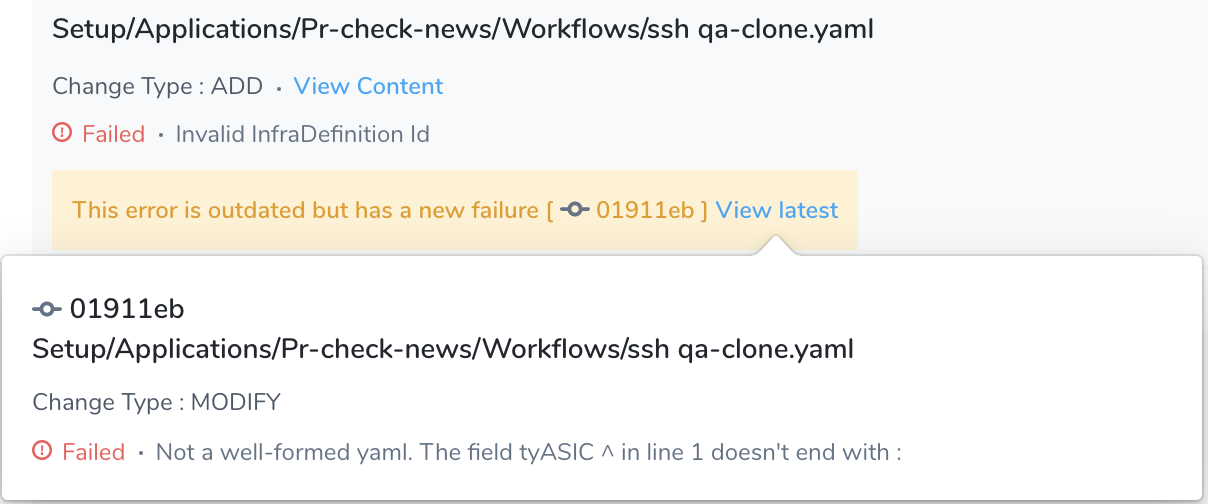 Setup/Applications/Pr-check-news/Workflows/ssh qa-clone.yaml
Change Type : ADD · View Content
Failed · Invalid InfraDefinition Id
This error is outdated but has a new failure [ 01911eb ] View latest
01911eb
Setup/Applications/Pr-check-news/Workflows/ssh qa-clone.yaml
Change Type : MODIFY
Failed · Not a well-formed yaml. The field tyASIC ^ in line 1 doesn't end with :